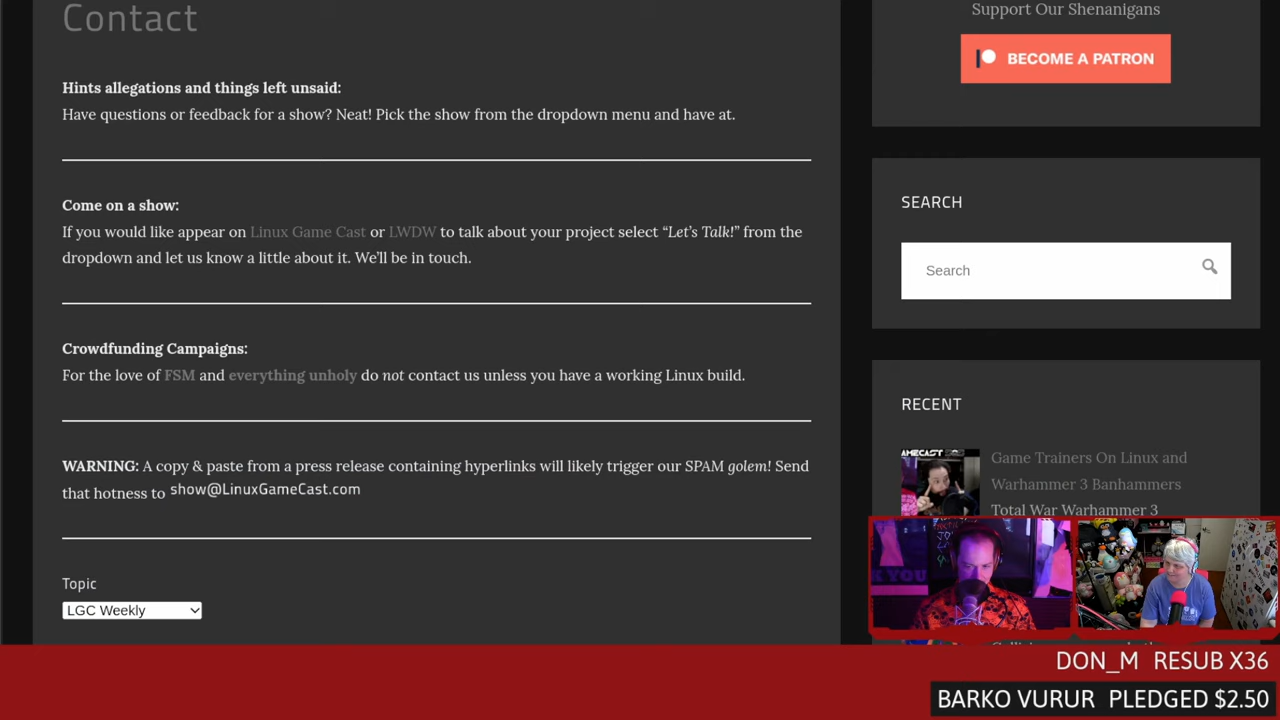 Contact
Hints allegations and things left unsaid:
Have questions or feedback for a show? Neat! Pick the show from the dropdown menu and have at.
Come on a show:
If you would like appear on Linux Game Cast or LWDW to talk about your project select “Let’s Talk!” from the
dropdown and let us know a little about it. We’ll be in touch.
Crowdfunding Campaigns:
For the love of FSM and everything unholy do not contact us unless you have a working Linux build.
WARNING: A copy & paste from a press release containing hyperlinks will likely trigger our SPAM golem! Send
that hotness to show@LinuxGameCast.com
Topic
LGC Weekly
Support Our Shenanigans
BECOME A PATRON
SEARCH
Search
RECENT
Game Trainers On Linux and
Warhammer 3 Banhammers
Total War Warhammer 3
DON_M RESUB X36
BARKO VURUR PLEDGED $2.50